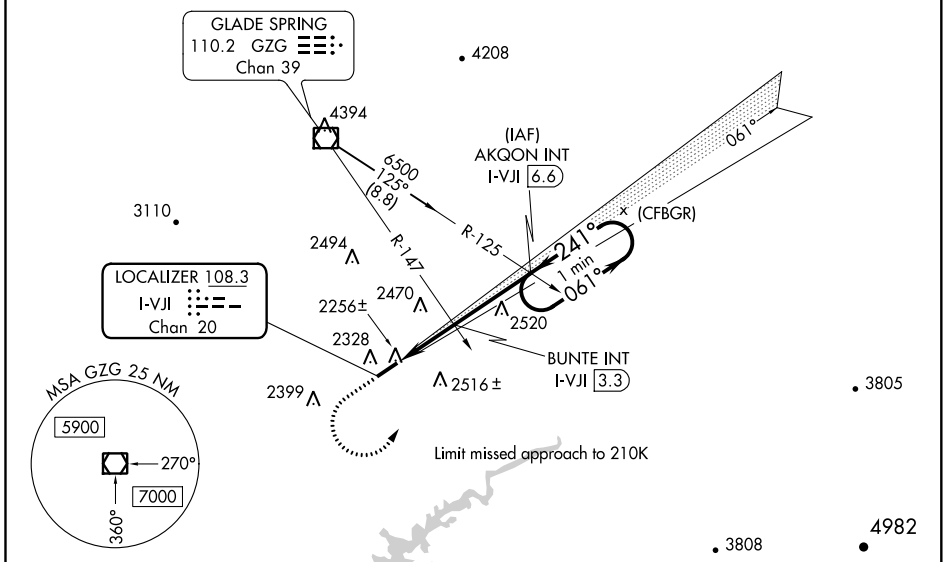 GLADE SPRING
110.2 GZG
Chan 39
4208
4394
(IAF)
AKQON INT
I-VJI 6.6
061°
6500
125°
(8.8)
3110
R-125
x (CFBGR)
241°
1 min
061°
2494
R-147
LOCALIZER 108.3
I-VJI
Chan 20
2470
2256±
2520
2328
BUNTE INT
I-VJI 3.3
MSA GZG 25 NM
2399
2516±
3805
5900
270°
7000
360°
Limit missed approach to 210K
4982
3808